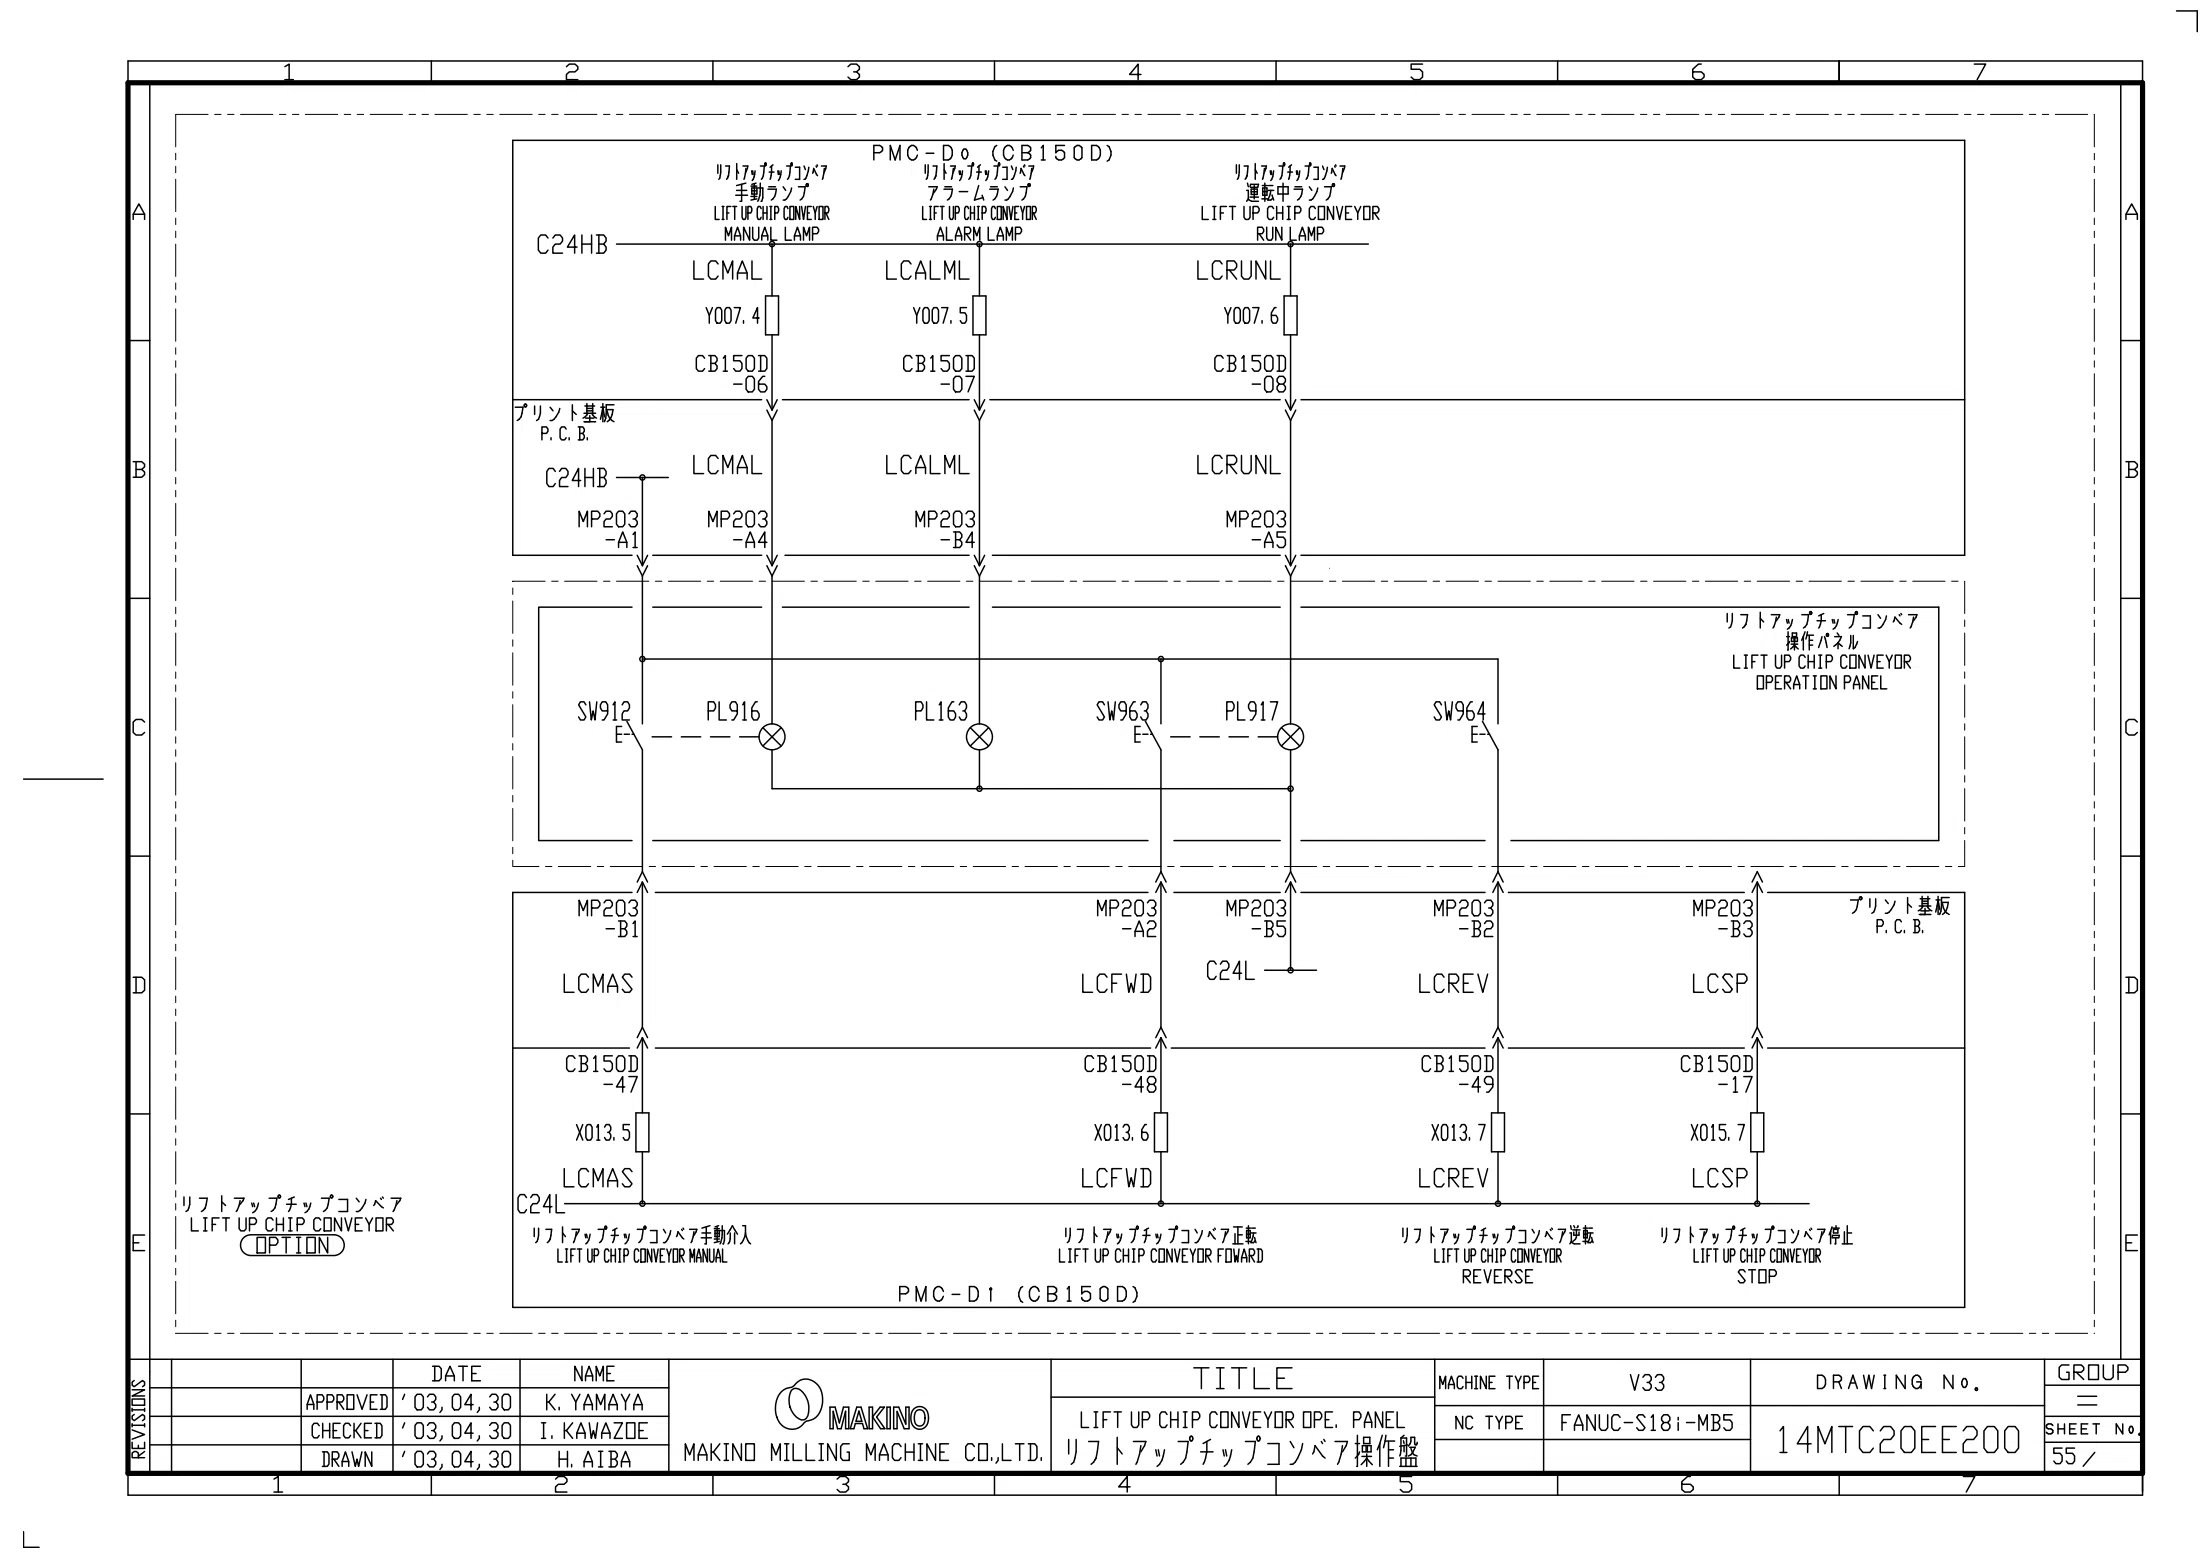 1 2 3 4 5 6 7
PMC-Do (CB150D)
リフトアップチップコンベア リフトアップチップコンベア リフトアップチップコンベア
手動ランプ アラームランプ 運転中ランプ
LIFT UP CHIP CONVEYOR LIFT UP CHIP CONVEYOR LIFT UP CHIP CONVEYOR
A MANUAL LAMP ALARM LAMP RUN LAMP A
C24HB
LCMAL LCALML LCRUNL
Y007.4 Y007.5 Y007.6
CB150D CB150D CB150D
-06 -07 -08
プリント基板
P.C.B.
B LCMAL LCALML LCRUNL B
C24HB
MP203 MP203 MP203 MP203
-A1 -A4 -B4 -A5
リフトアップチップコンベア
操作パネル
LIFT UP CHIP CONVEYOR
OPERATION PANEL
SW912 PL916 PL163 SW963 PL917 SW964
C E E E C
MP203 MP203 MP203 MP203 MP203 プリント基板
-B1 -A2 -B5 -B2 -B3 P.C.B.
C24L
D LCMAS LCFWD LCREV LCSP D
CB150D CB150D CB150D CB150D
-47 -48 -49 -17
X013.5 X013.6 X013.7 X015.7
LCMAS LCFWD LCREV LCSP
C24L
リフトアップチップコンベア
LIFT UP CHIP CONVEYOR
OPTION
E リフトアップチップコンベア手動介入 リフトアップチップコンベア正転 リフトアップチップコンベア逆転 リフトアップチップコンベア停止 E
LIFT UP CHIP CONVEYOR MANUAL LIFT UP CHIP CONVEYOR FOWARD LIFT UP CHIP CONVEYOR LIFT UP CHIP CONVEYOR
REVERSE STOP
PMC-Di (CB150D)
REVISIONS
DATE NAME
APPROVED '03,04,30 K. YAMAYA
CHECKED '03,04,30 I. KAWAZOE
DRAWN '03,04,30 H. AIBA
MAKINO
MAKINO MILLING MACHINE CO.,LTD.
TITLE
LIFT UP CHIP CONVEYOR OPE. PANEL
リフトアップチップコンベア操作盤
MACHINE TYPE V33
NC TYPE FANUC-S18i-MB5
DRAWING No.
14MTC20EE200
GROUP
=
SHEET No.
55/
1 2 3 4 5 6 7